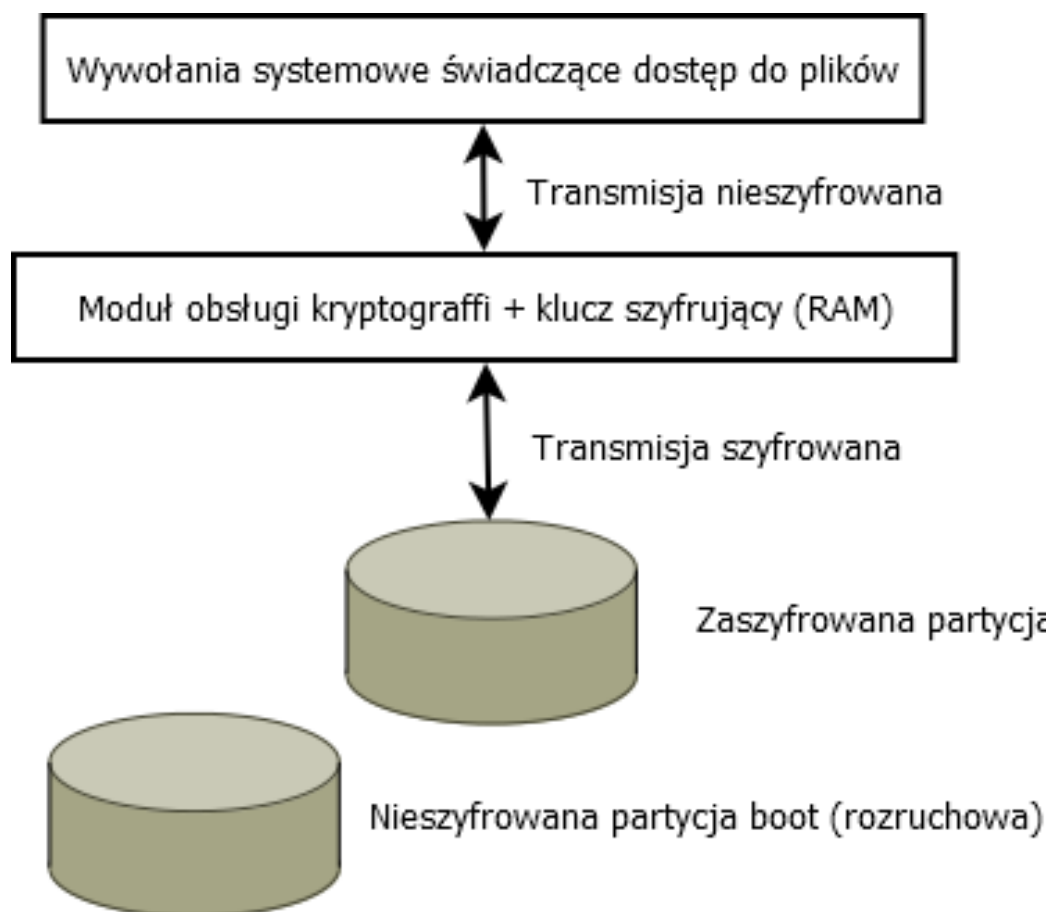 Wywołania systemowe świadczące dostęp do plików
Transmisja nieszyfrowana
Moduł obsługi kryptograffi + klucz szyfrujący (RAM)
Transmisja szyfrowana
Zaszyfrowana partycja
Nieszyfrowana partycja boot (rozruchowa)